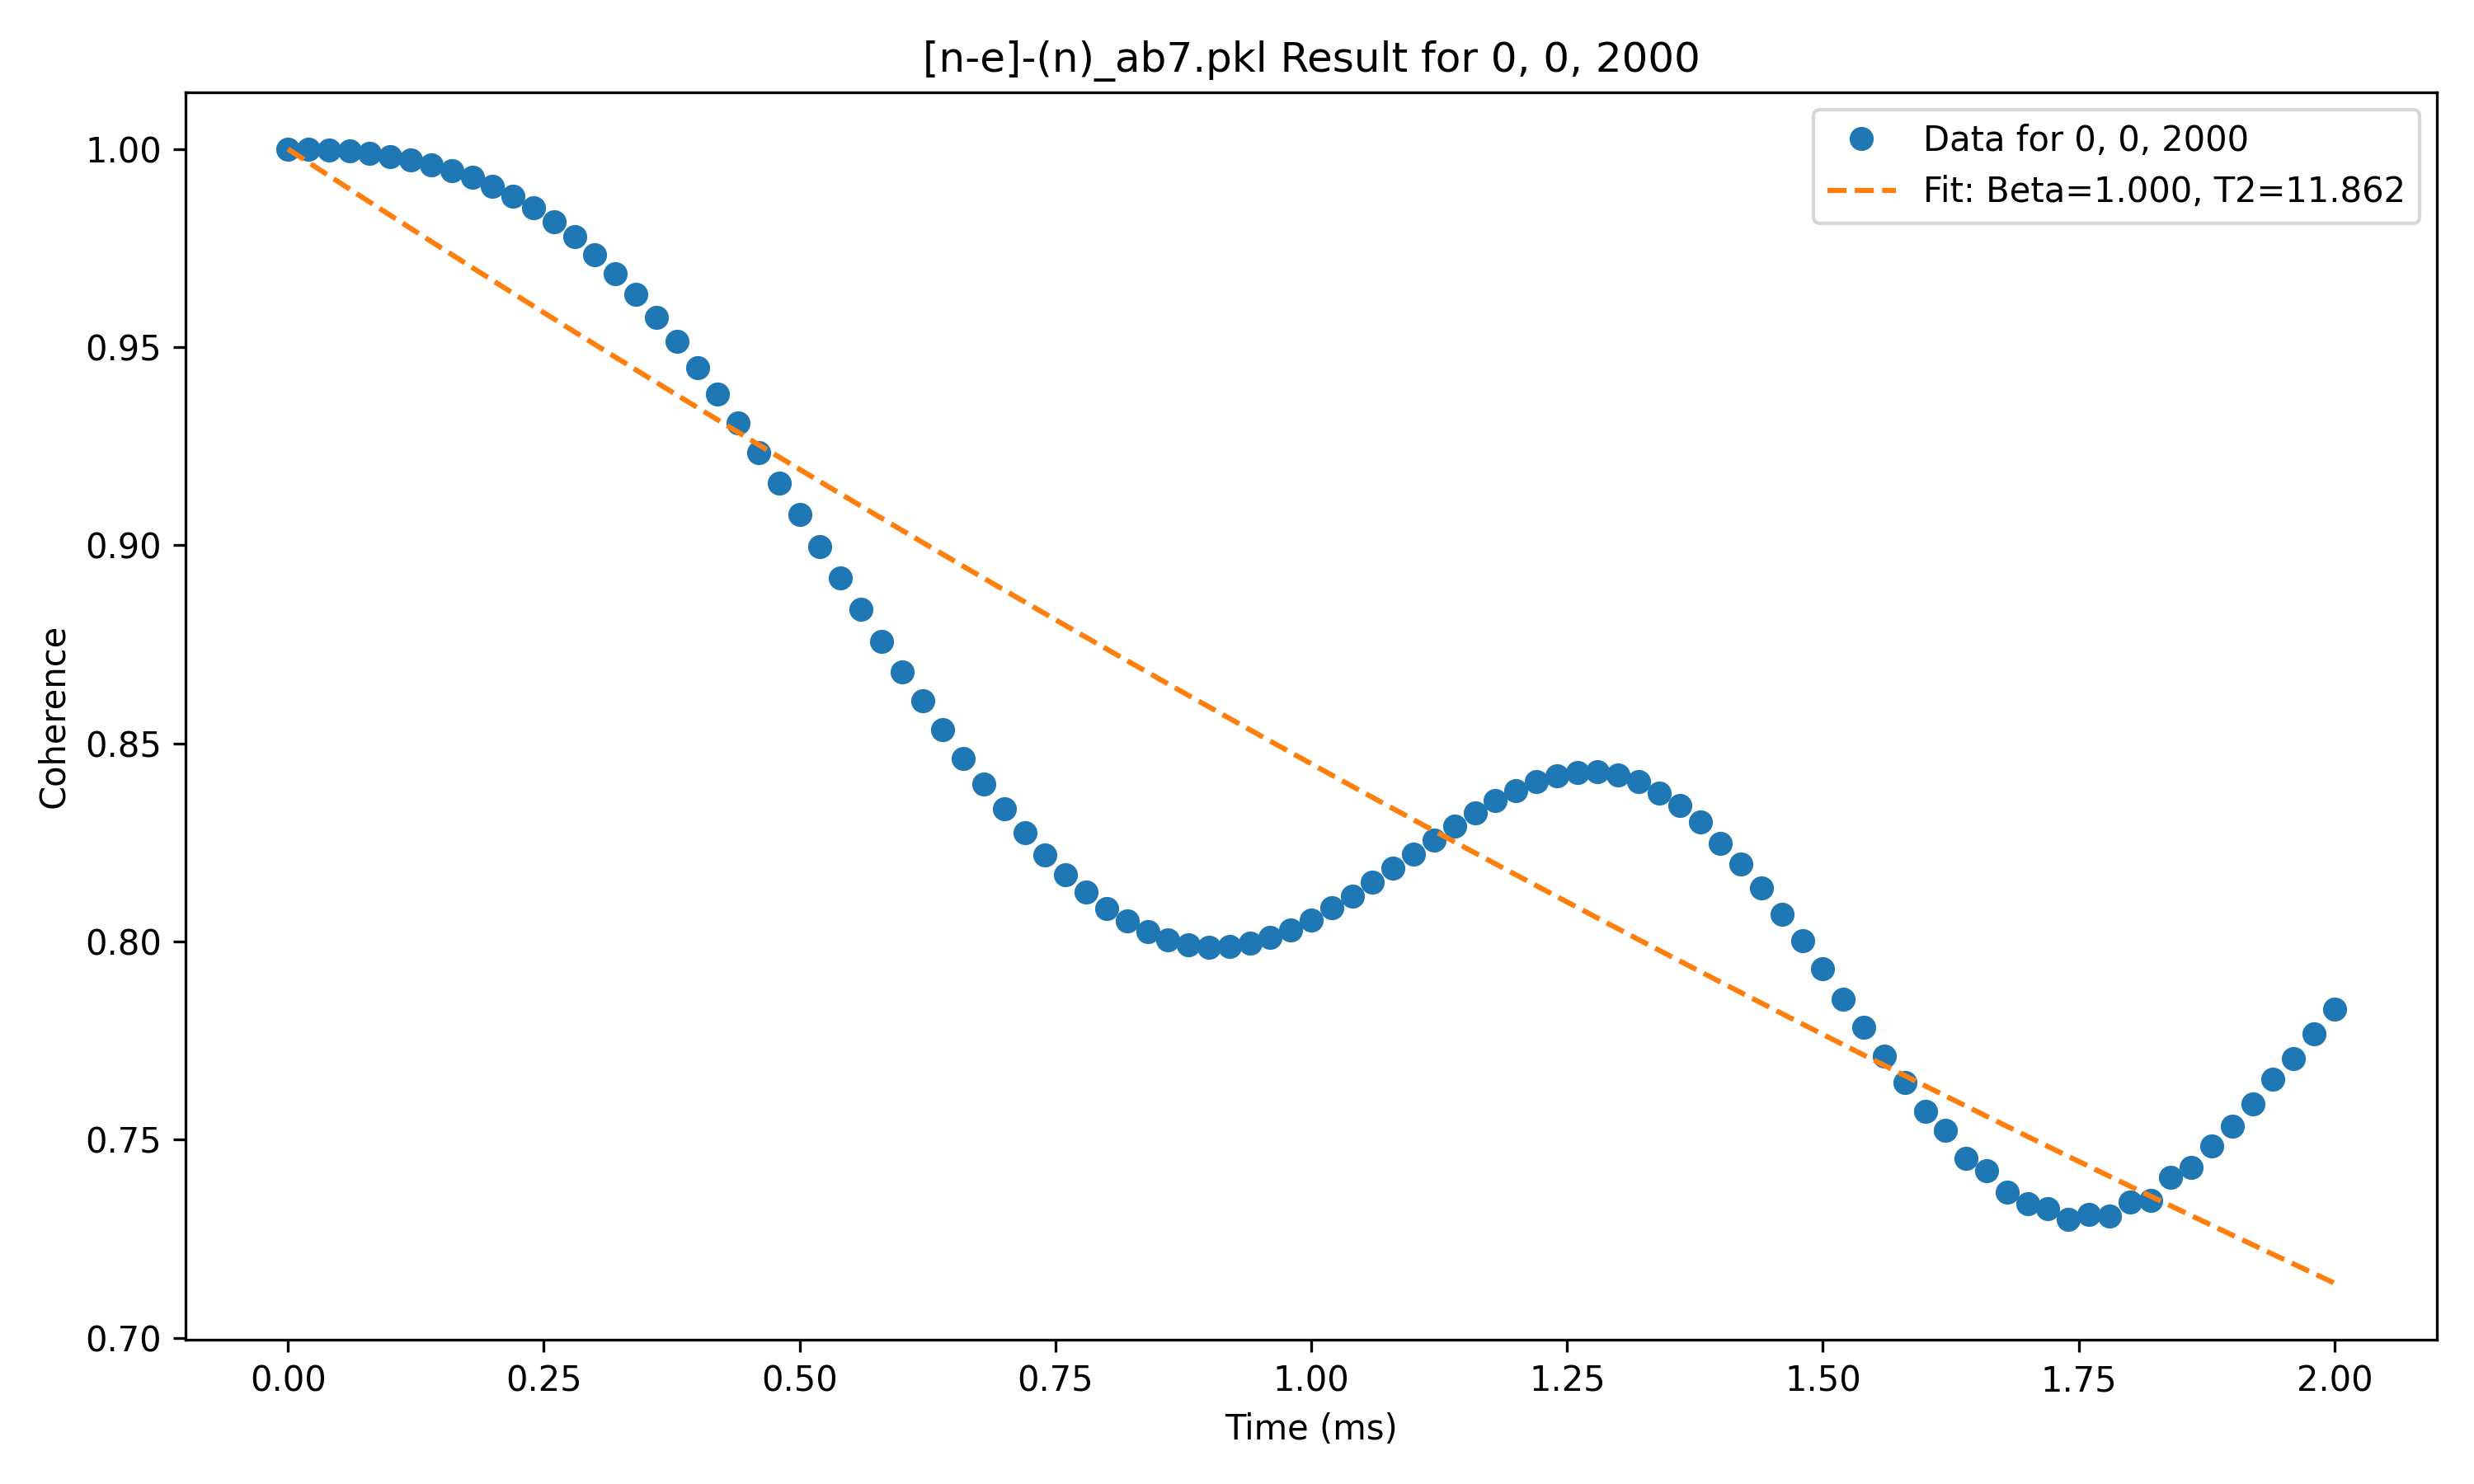 [n-e]-(n)_ab7.pkl Result for 0, 0, 2000
Data for 0, 0, 2000
Fit: Beta=1.000, T2=11.862
Coherence
1.00
0.95
0.90
0.85
0.80
0.75
0.70
0.00 0.25 0.50 0.75 1.00 1.25 1.50 1.75 2.00
Time (ms)